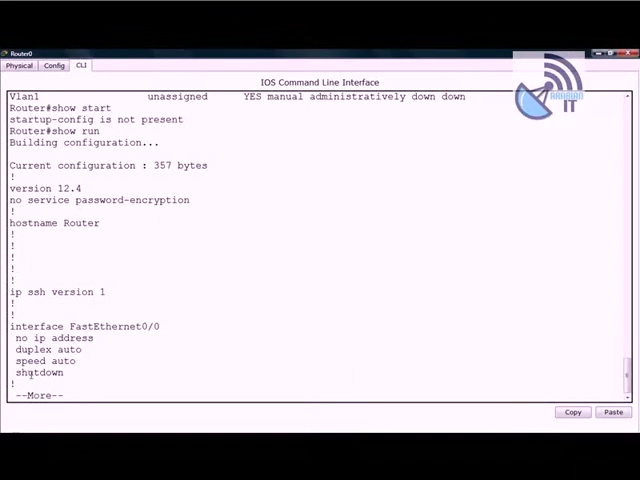 Router0
Physical Config CLI
IOS Command Line Interface
Vlan1 unassigned YES manual administratively down down
Router#show start
startup-config is not present
Router#show run
Building configuration...
Current configuration : 357 bytes
!
version 12.4
no service password-encryption
!
hostname Router
!
!
!
!
!
ip ssh version 1
!
!
interface FastEthernet0/0
no ip address
duplex auto
speed auto
shutdown
!
--More--
Copy Paste
IT